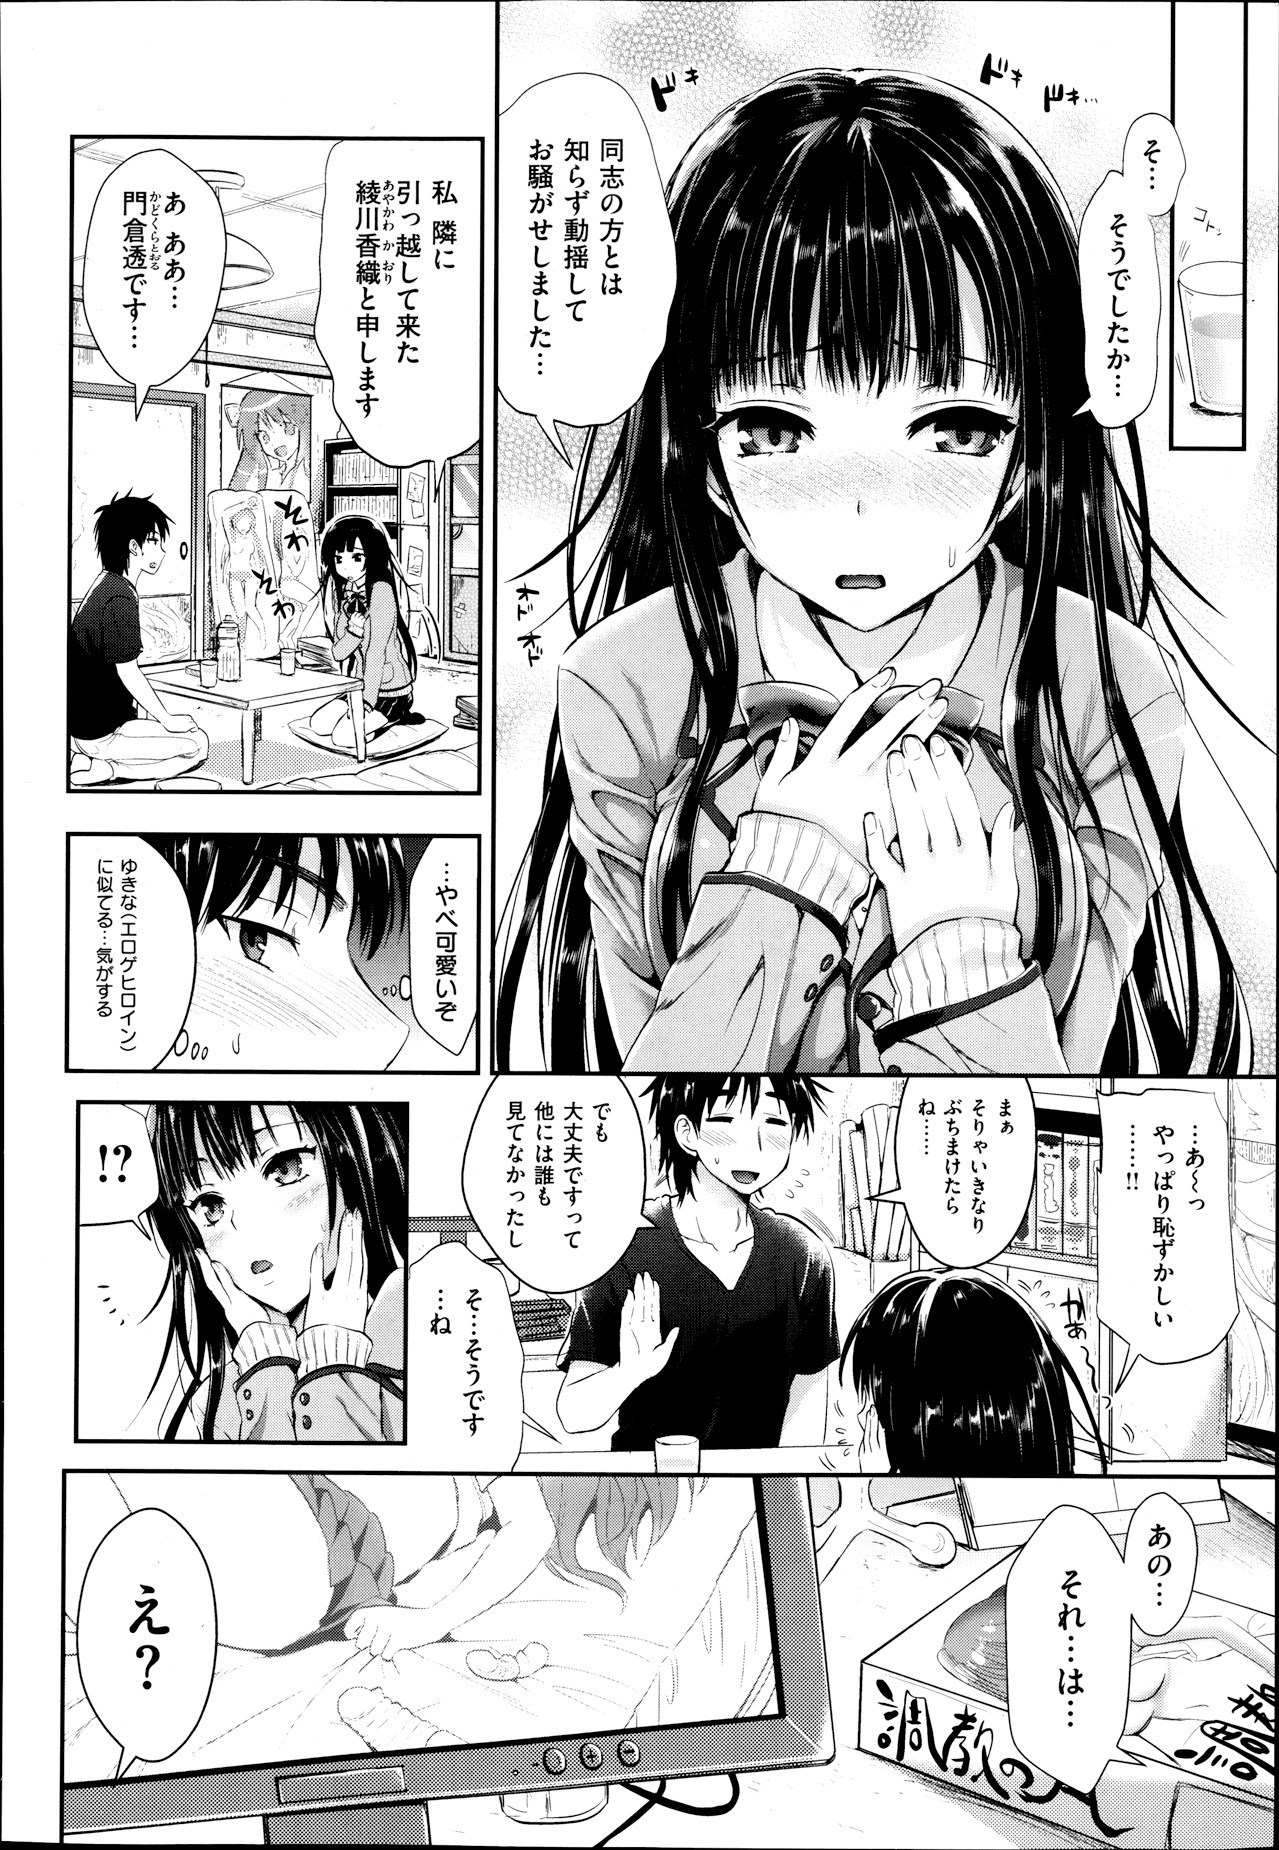 コトッ
そ…
そうでしたか…
ドキ
ドキ…
ドキ
同志の方とは
知らず動揺して
お騒がせしました…
オド
オド
私 隣に
引っ越して来た
綾川香織と申します
あやかわ か おり
あ ああ…
門倉透です…
かどくらとおる
そわ
そわ
…やべ可愛いぞ
ゆきな(エロゲヒロイン)
に似てる…気がする
…あ〜っ
やっぱり恥ずかしい
……!!
かあ〜っ
まぁ
そりゃいきなり
ぶちまけたら
ね……
でも
大丈夫ですって
他には誰も
見てなかったし
そ…そうです
…ね
!?
あの…
それ…は…
調教の
え?